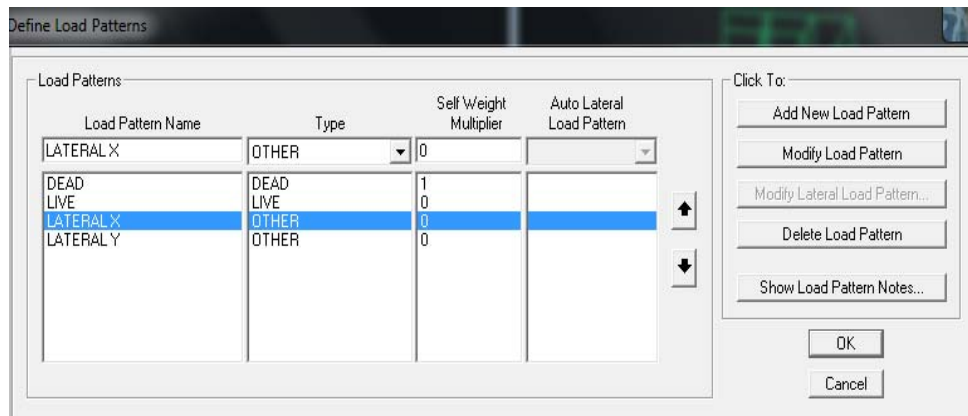 Define Load Patterns
Load Patterns
Click To:
Load Pattern Name Type Self Weight Multiplier Auto Lateral Load Pattern
LATERAL X OTHER 0
DEAD DEAD 1
LIVE LIVE 0
LATERAL X OTHER 0
LATERAL Y OTHER 0
Add New Load Pattern
Modify Load Pattern
Modify Lateral Load Pattern...
Delete Load Pattern
Show Load Pattern Notes...
OK
Cancel